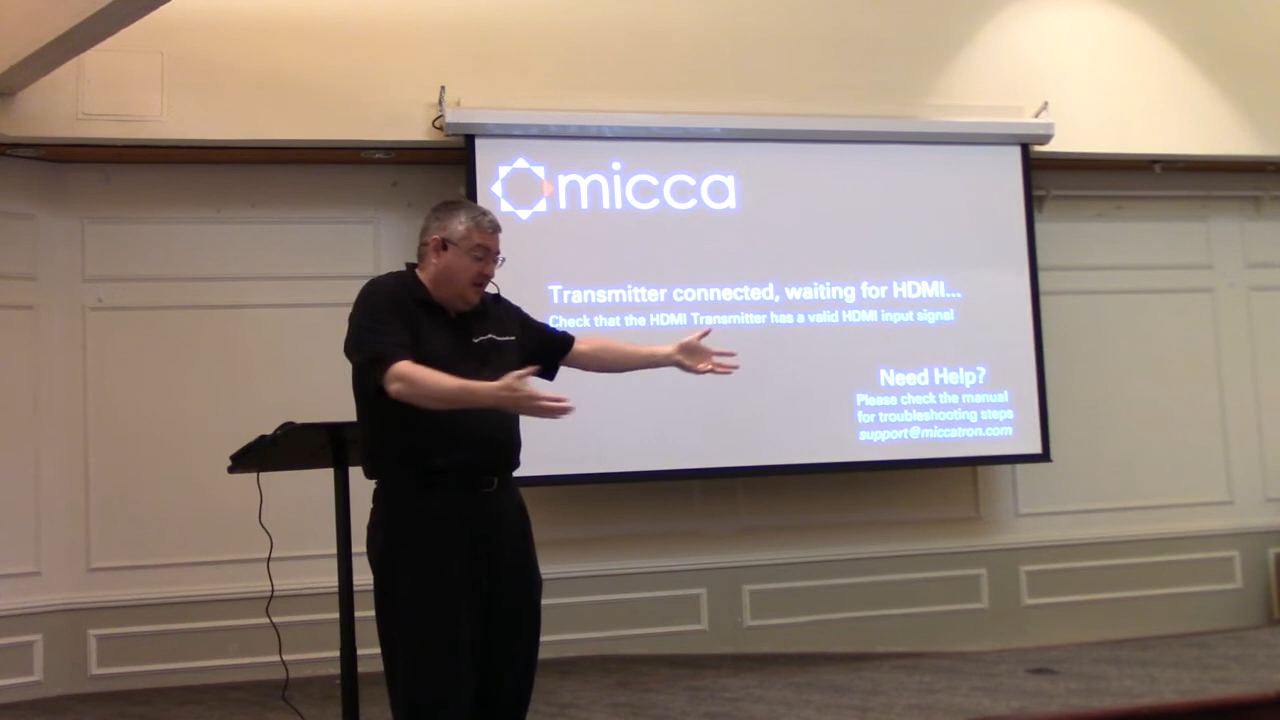 micca
Transmitter connected, waiting for HDMI...
Check that the HDMI Transmitter has a valid HDMI input signal
Need Help?
Please check the manual
for troubleshooting steps
support@miccatron.com